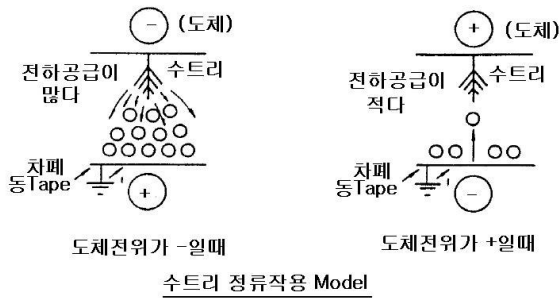 − (도체)
전하공급이 많다
수트리
차폐
동Tape
+
도체전위가 -일때
+ (도체)
전하공급이 적다
수트리
차폐
동Tape
−
도체전위가 +일때
수트리 정류작용 Model